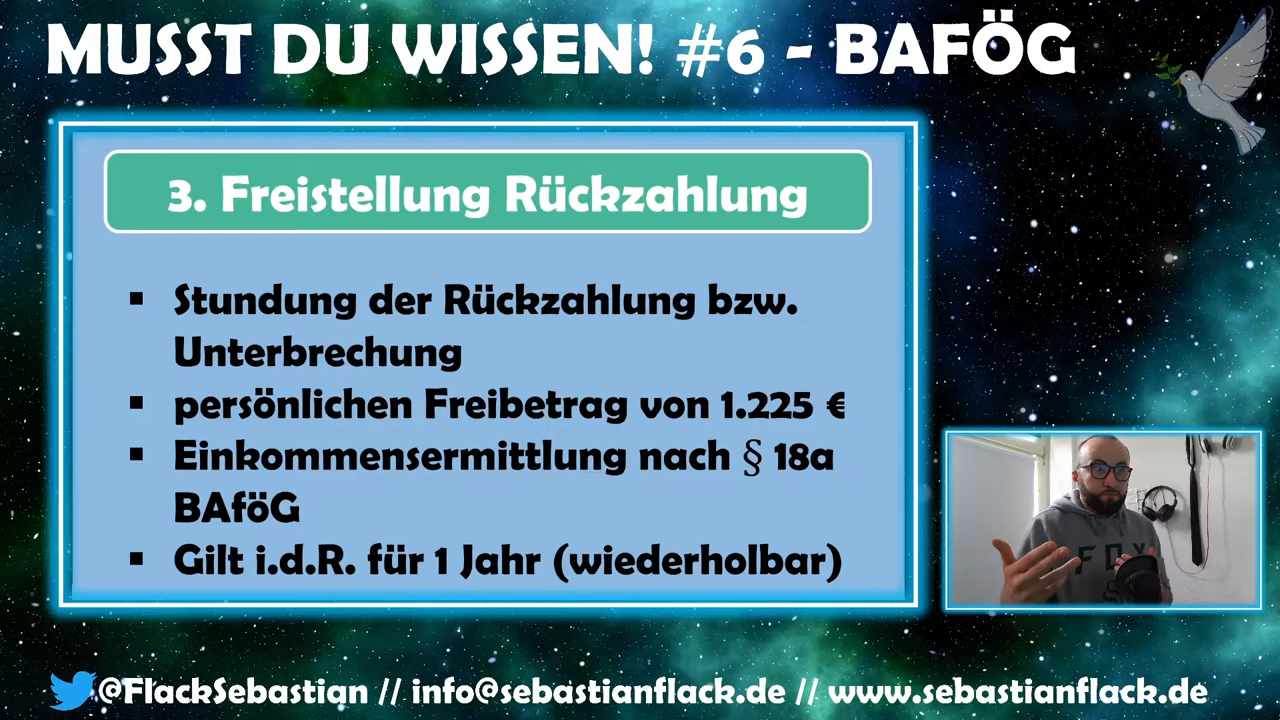 MUSST DU WISSEN! #6 - BAFÖG
3. Freistellung Rückzahlung
▪ Stundung der Rückzahlung bzw.
Unterbrechung
▪ persönlichen Freibetrag von 1.225 €
▪ Einkommensermittlung nach § 18a
BAföG
▪ Gilt i.d.R. für 1 Jahr (wiederholbar)
FOX
@FlackSebastian // info@sebastianflack.de // www.sebastianflack.de